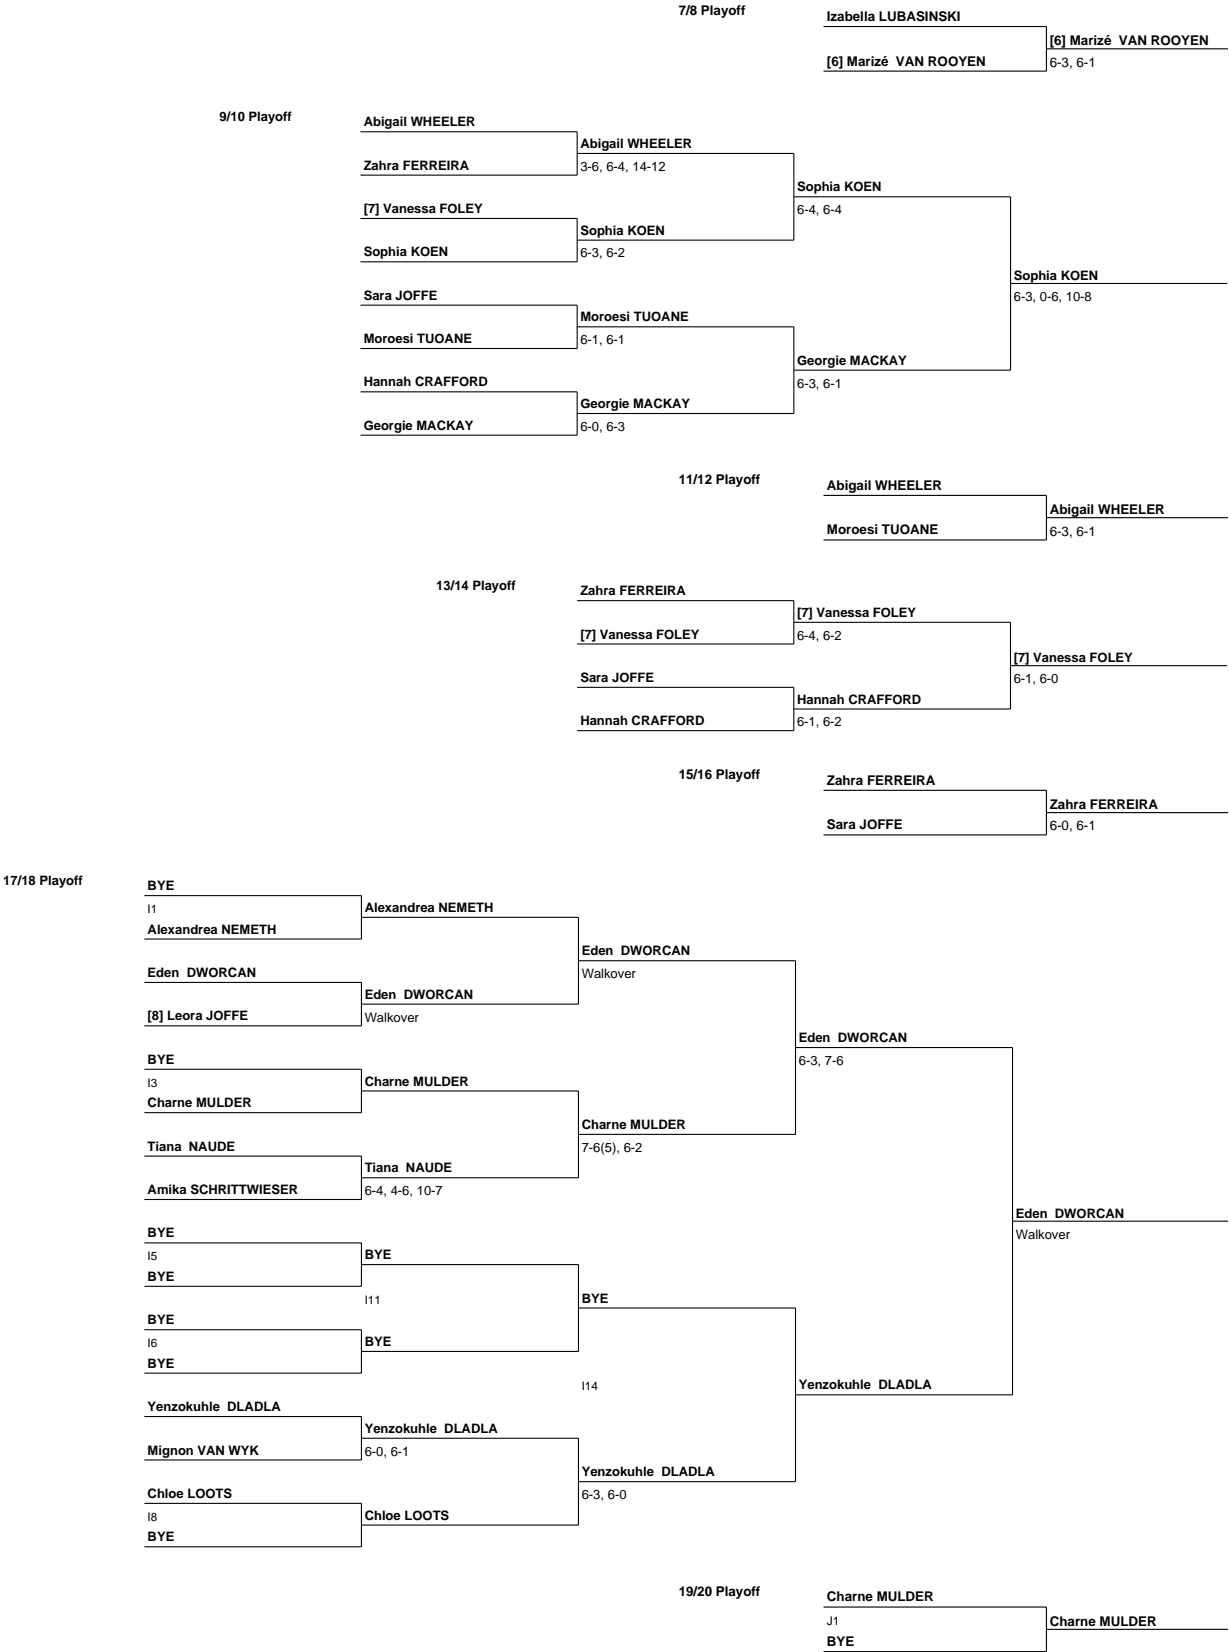 7/8 Playoff
Izabella LUBASINSKI
[6] Marizé VAN ROOYEN
[6] Marizé VAN ROOYEN
6-3, 6-1
9/10 Playoff
Abigail WHEELER
Abigail WHEELER
Zahra FERREIRA
3-6, 6-4, 14-12
Sophia KOEN
[7] Vanessa FOLEY
6-4, 6-4
Sophia KOEN
Sophia KOEN
6-3, 6-2
Sophia KOEN
Sara JOFFE
6-3, 0-6, 10-8
Moroesi TUOANE
Moroesi TUOANE
6-1, 6-1
Georgie MACKAY
Hannah CRAFFORD
6-3, 6-1
Georgie MACKAY
Georgie MACKAY
6-0, 6-3
11/12 Playoff
Abigail WHEELER
Abigail WHEELER
Moroesi TUOANE
6-3, 6-1
13/14 Playoff
Zahra FERREIRA
[7] Vanessa FOLEY
[7] Vanessa FOLEY
6-4, 6-2
[7] Vanessa FOLEY
Sara JOFFE
6-1, 6-0
Hannah CRAFFORD
Hannah CRAFFORD
6-1, 6-2
15/16 Playoff
Zahra FERREIRA
Zahra FERREIRA
Sara JOFFE
6-0, 6-1
17/18 Playoff
BYE
I1
Alexandrea NEMETH
Alexandrea NEMETH
Eden DWORCAN
Eden DWORCAN
Walkover
Eden DWORCAN
[8] Leora JOFFE
Walkover
Eden DWORCAN
BYE
6-3, 7-6
I3
Charne MULDER
Charne MULDER
Charne MULDER
Tiana NAUDE
7-6(5), 6-2
Tiana NAUDE
Amika SCHRITTWIESER
6-4, 4-6, 10-7
Eden DWORCAN
BYE
Walkover
I5
BYE
BYE
I11
BYE
BYE
I6
BYE
BYE
I14
Yenzokuhle DLADLA
Yenzokuhle DLADLA
Yenzokuhle DLADLA
Mignon VAN WYK
6-0, 6-1
Yenzokuhle DLADLA
Chloe LOOTS
6-3, 6-0
I8
Chloe LOOTS
BYE
19/20 Playoff
Charne MULDER
J1
Charne MULDER
BYE